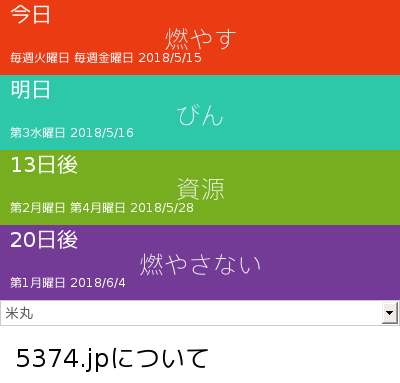 今日
燃やす
毎週火曜日 毎週金曜日 2018/5/15
明日
びん
第3水曜日 2018/5/16
13日後
資源
第2月曜日 第4月曜日 2018/5/28
20日後
燃やさない
第1月曜日 2018/6/4
米丸
5374.jpについて